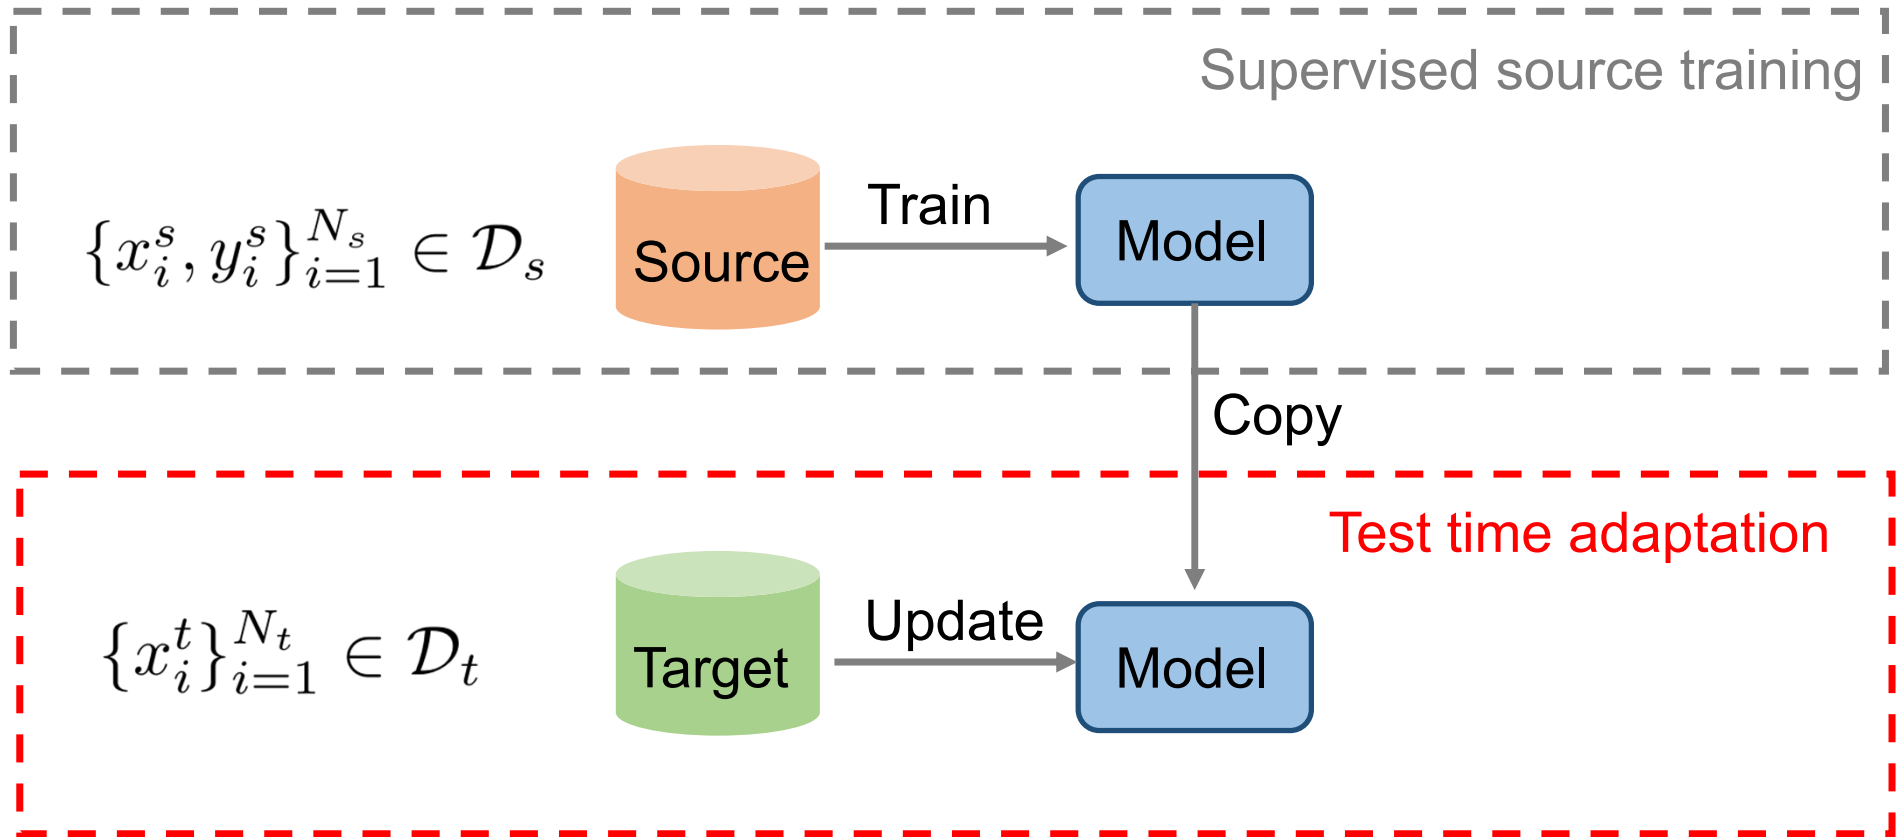 Supervised source training
{x_i^s, y_i^s}_{i=1}^{N_s} ∈ 𝒟_s
Source
Train
Model
Copy
Test time adaptation
{x_i^t}_{i=1}^{N_t} ∈ 𝒟_t
Target
Update
Model